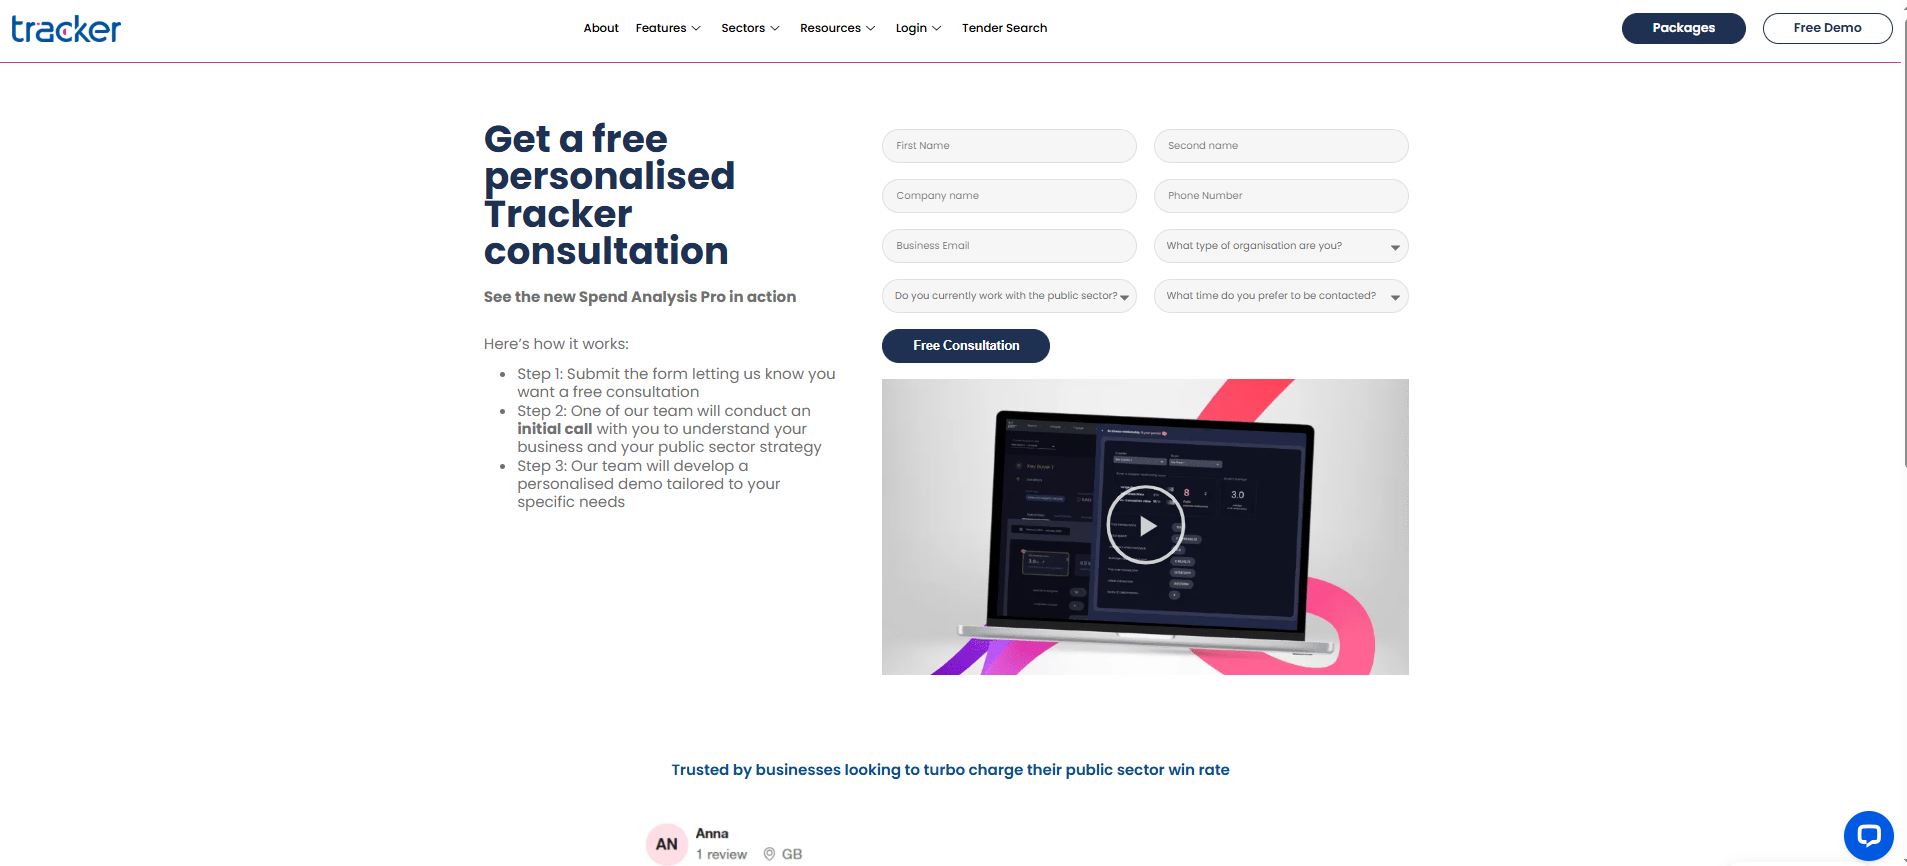 tracker
About Features Sectors Resources Login Tender Search
Packages Free Demo
Get a free
personalised
Tracker
consultation
See the new Spend Analysis Pro in action
Here's how it works:
Step 1: Submit the form letting us know you
want a free consultation
Step 2: One of our team will conduct an
initial call with you to understand your
business and your public sector strategy
Step 3: Our team will develop a
personalised demo tailored to your
specific needs
First Name Second name
Company name Phone Number
Business Email What type of organisation are you?
Do you currently work with the public sector? What time do you prefer to be contacted?
Free Consultation
Key Buyer 1
8
3.0
3.0
Trusted by businesses looking to turbo charge their public sector win rate
AN Anna
1 review GB